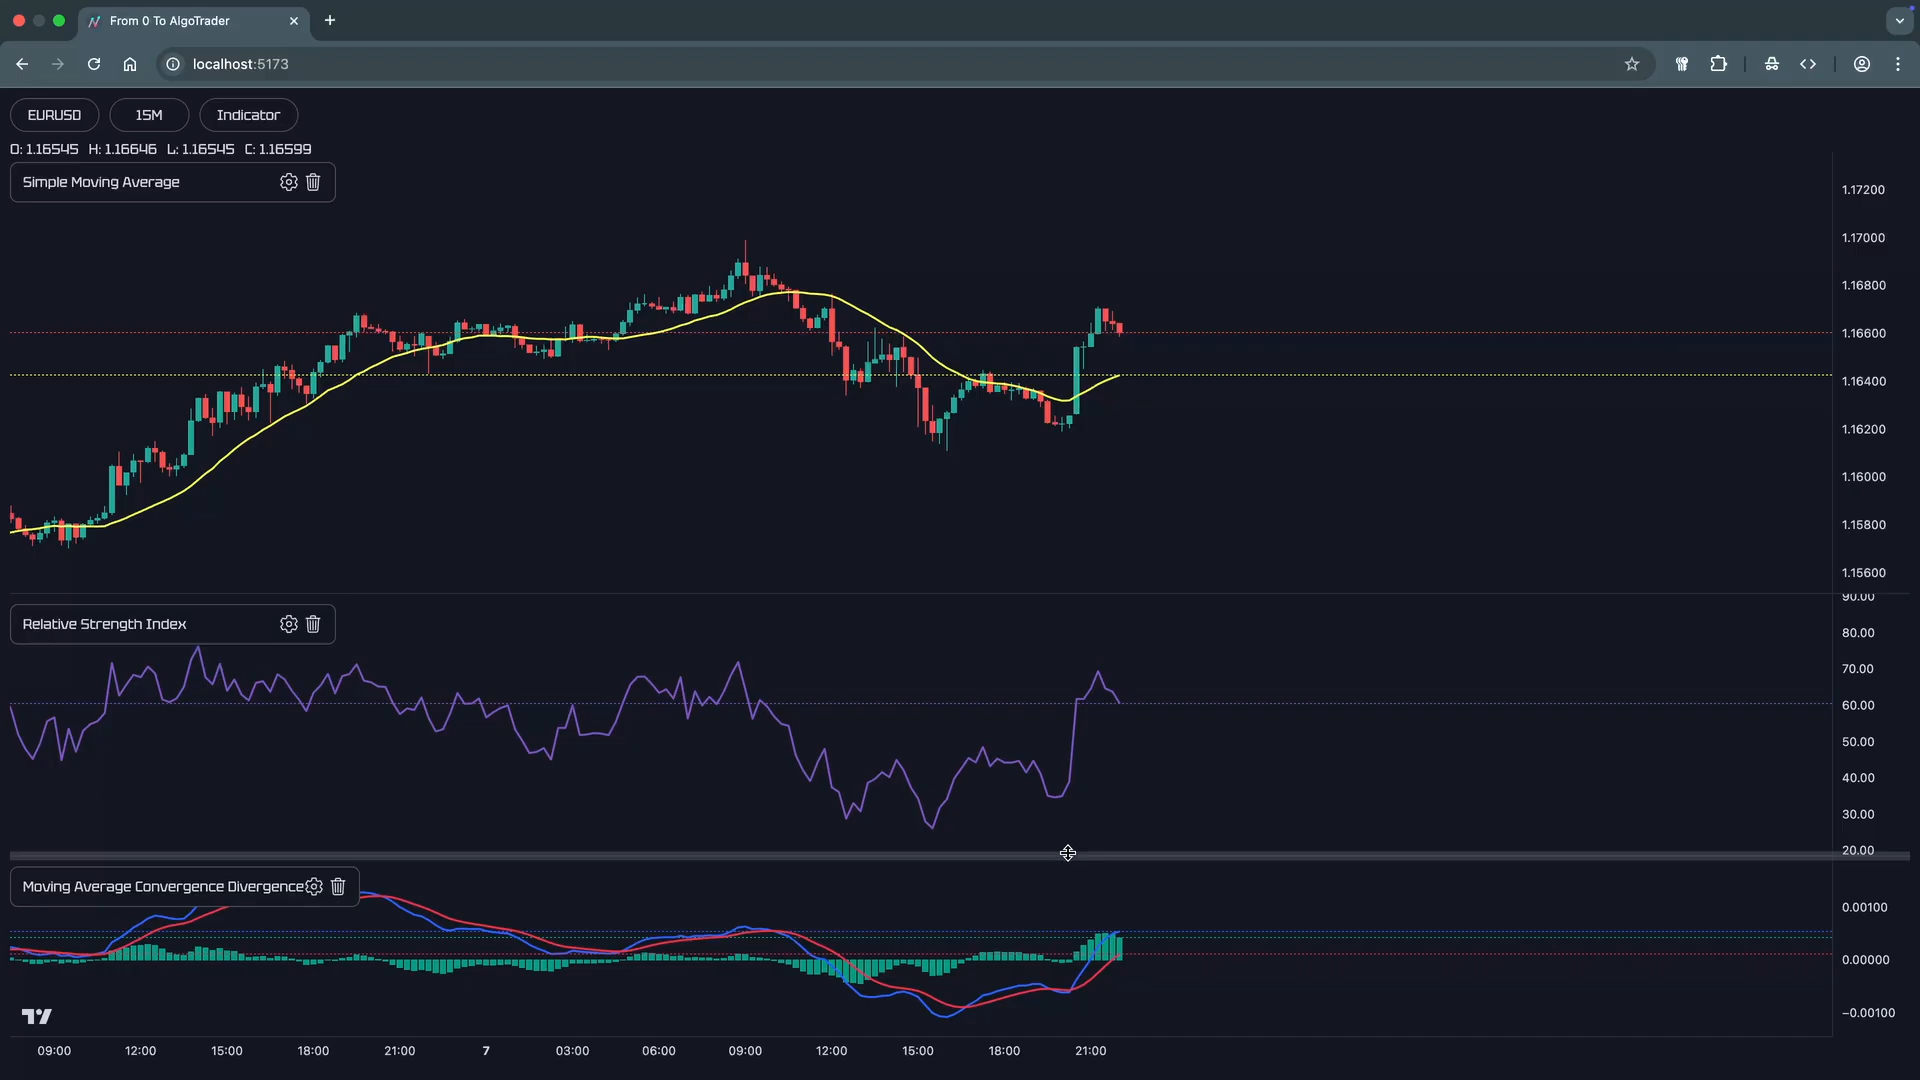 From 0 To AlgoTrader
localhost:5173
EURUSD 15M Indicator
O: 1.16545 H: 1.16646 L: 1.16545 C: 1.16599
Simple Moving Average
1.17200
1.17000
1.16800
1.16600
1.16400
1.16200
1.16000
1.15800
1.15600
90.00
Relative Strength Index
80.00
70.00
60.00
50.00
40.00
30.00
20.00
Moving Average Convergence Divergence
0.00100
0.00000
−0.00100
09:00 12:00 15:00 18:00 21:00 7 03:00 06:00 09:00 12:00 15:00 18:00 21:00